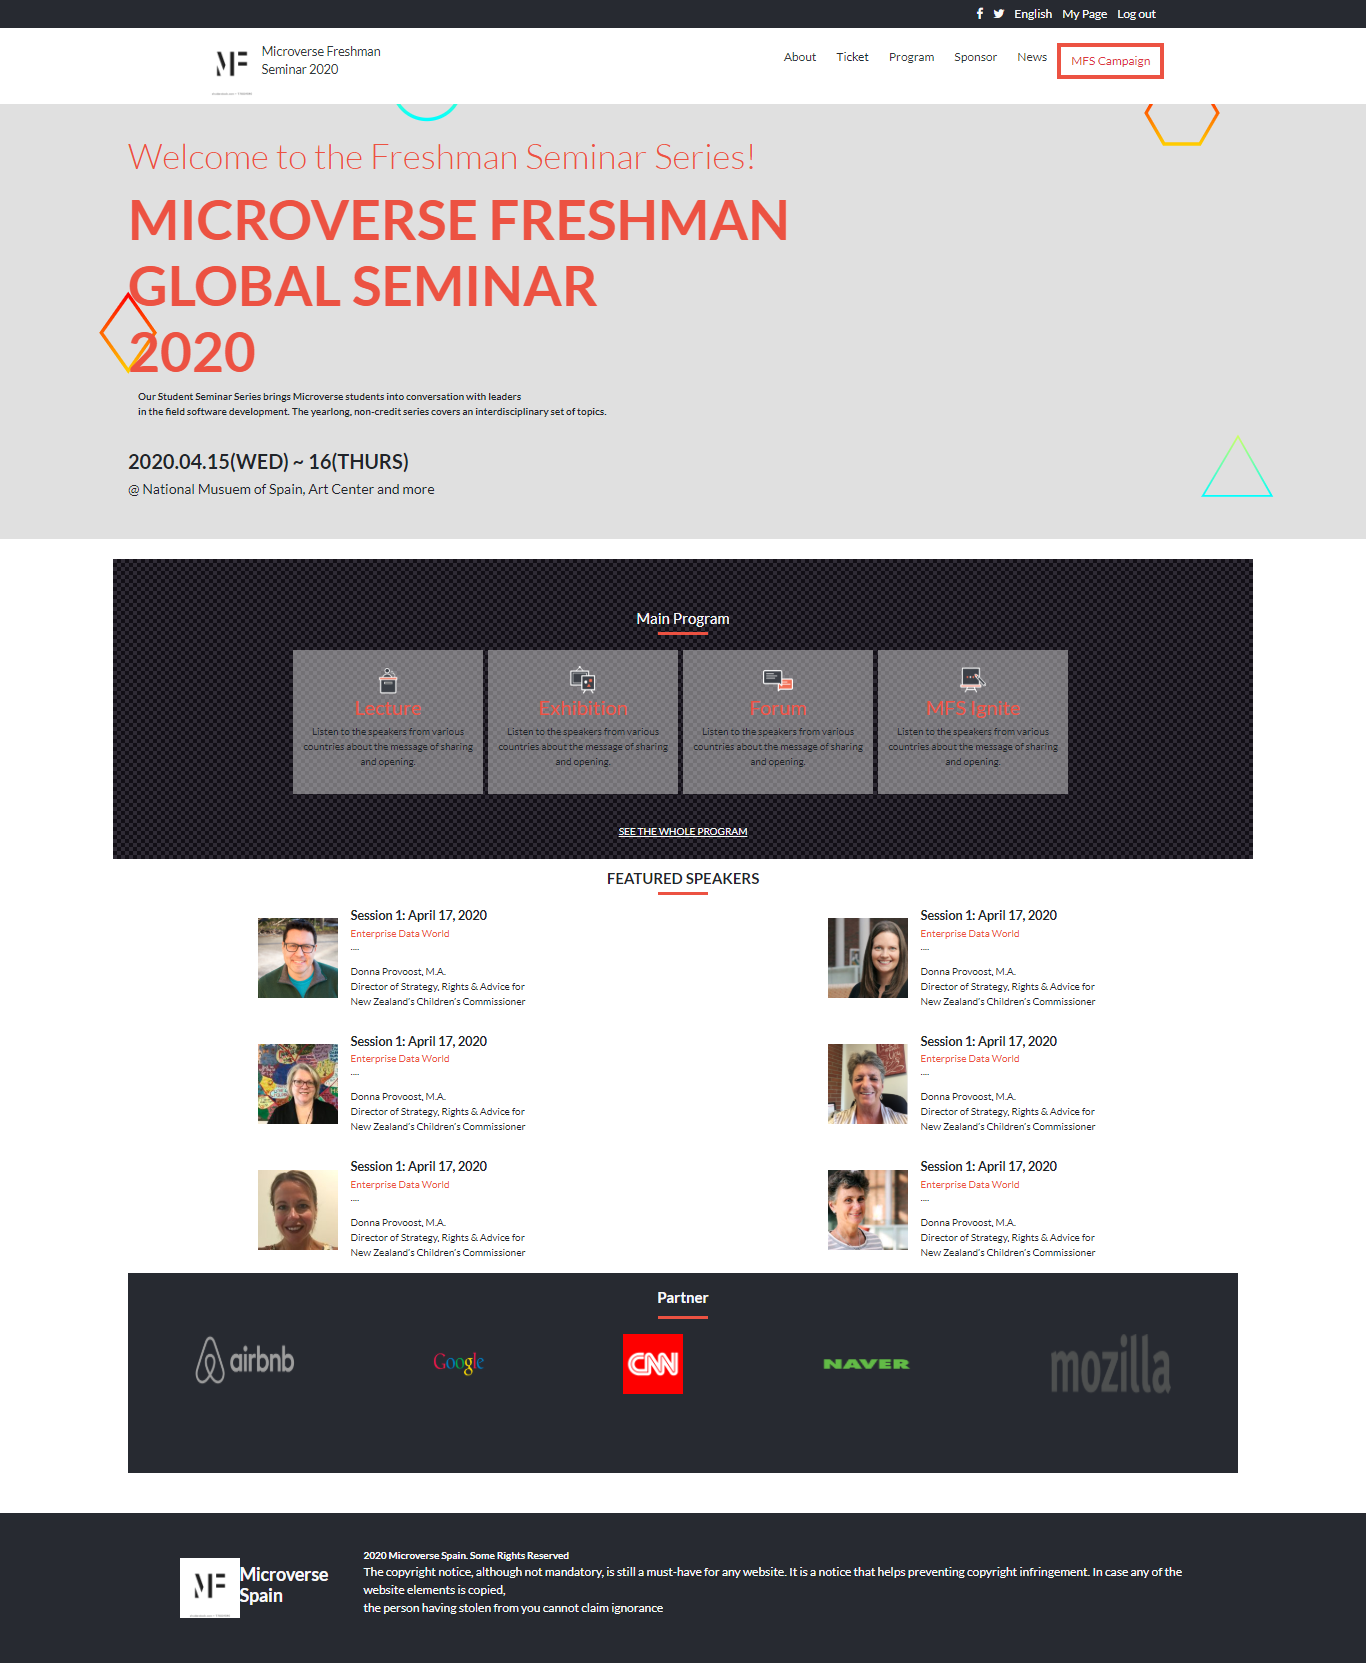 English My Page Log out
MF
Microverse Freshman
Seminar 2020
About Ticket Program Sponsor News MFS Campaign
Welcome to the Freshman Seminar Series!
MICROVERSE FRESHMAN
GLOBAL SEMINAR
2020
Our Student Seminar Series brings Microverse students into conversation with leaders
in the field software development. The yearlong, non-credit series covers an interdisciplinary set of topics.
2020.04.15(WED) ~ 16(THURS)
@ National Musuem of Spain, Art Center and more
Main Program
Lecture
Listen to the speakers from various
countries about the message of sharing
and opening.
Exhibition
Listen to the speakers from various
countries about the message of sharing
and opening.
Forum
Listen to the speakers from various
countries about the message of sharing
and opening.
MFS Ignite
Listen to the speakers from various
countries about the message of sharing
and opening.
SEE THE WHOLE PROGRAM
FEATURED SPEAKERS
Session 1: April 17, 2020
Enterprise Data World
....
Donna Provoost, M.A.
Director of Strategy, Rights & Advice for
New Zealand's Children's Commissioner
Session 1: April 17, 2020
Enterprise Data World
....
Donna Provoost, M.A.
Director of Strategy, Rights & Advice for
New Zealand's Children's Commissioner
Session 1: April 17, 2020
Enterprise Data World
....
Donna Provoost, M.A.
Director of Strategy, Rights & Advice for
New Zealand's Children's Commissioner
Session 1: April 17, 2020
Enterprise Data World
....
Donna Provoost, M.A.
Director of Strategy, Rights & Advice for
New Zealand's Children's Commissioner
Session 1: April 17, 2020
Enterprise Data World
....
Donna Provoost, M.A.
Director of Strategy, Rights & Advice for
New Zealand's Children's Commissioner
Session 1: April 17, 2020
Enterprise Data World
....
Donna Provoost, M.A.
Director of Strategy, Rights & Advice for
New Zealand's Children's Commissioner
Partner
airbnb Google CNN NAVER mozilla
MF
Microverse
Spain
2020 Microverse Spain. Some Rights Reserved
The copyright notice, although not mandatory, is still a must-have for any website. It is a notice that helps preventing copyright infringement. In case any of the
website elements is copied,
the person having stolen from you cannot claim ignorance